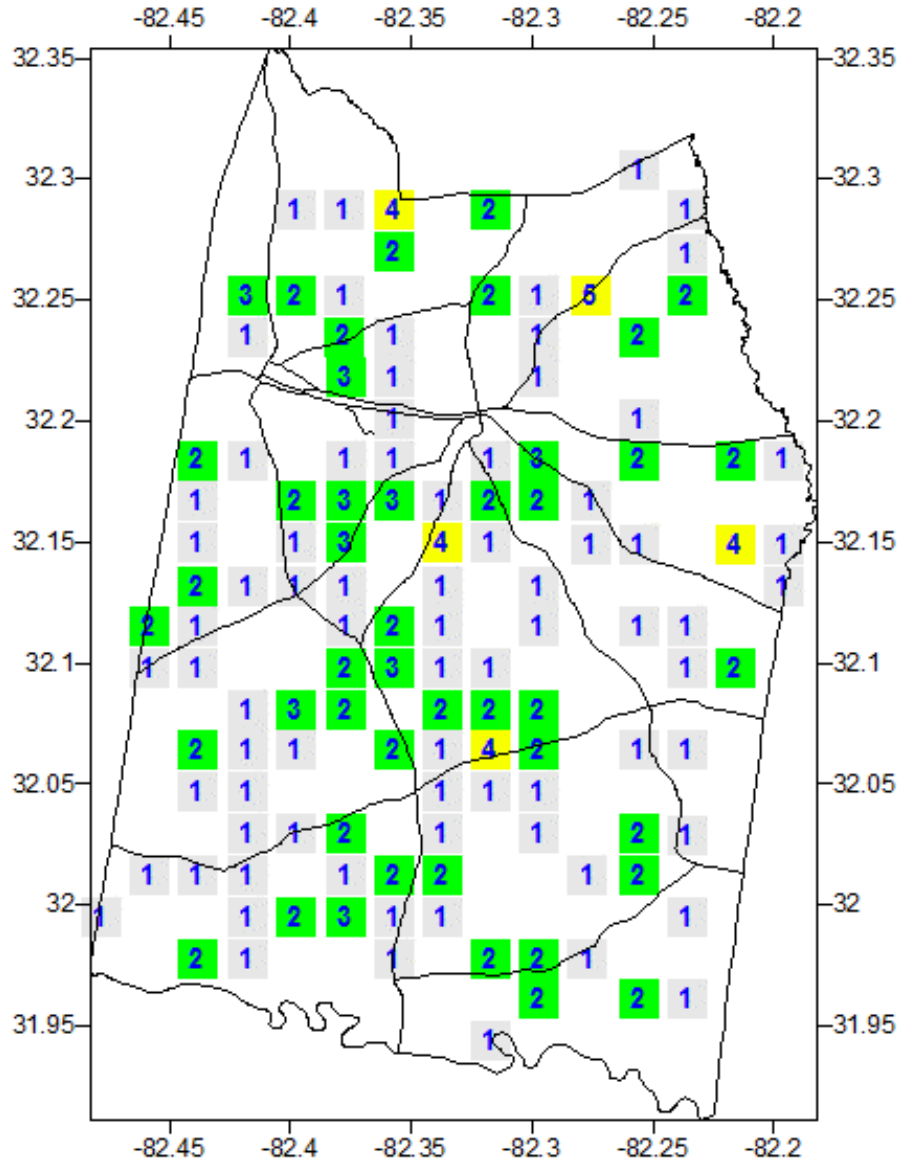 -82.45 -82.4 -82.35 -82.3 -82.25 -82.2
32.35 32.35
32.3 1 32.3
1 1 4 2 1
2 1
32.25 3 2 1 2 1 5 2 32.25
1 2 1 1 2
3 1 1
32.2 1 1 32.2
2 1 1 1 1 3 2 2 1
1 2 3 3 1 2 2 1
32.15 1 1 3 4 1 1 1 4 1 32.15
2 1 1 1 1 1 1
2 1 1 2 1 1 1 1
32.1 1 1 2 3 1 1 1 2 32.1
1 3 2 2 2 2
2 1 1 2 1 4 2 1 1
32.05 1 1 1 1 1 32.05
1 1 2 1 1 2 1
1 1 1 1 2 2 1 2
32 1 1 2 3 1 1 1 32
2 1 1 2 2 1
2 2 1
31.95 1 31.95
-82.45 -82.4 -82.35 -82.3 -82.25 -82.2